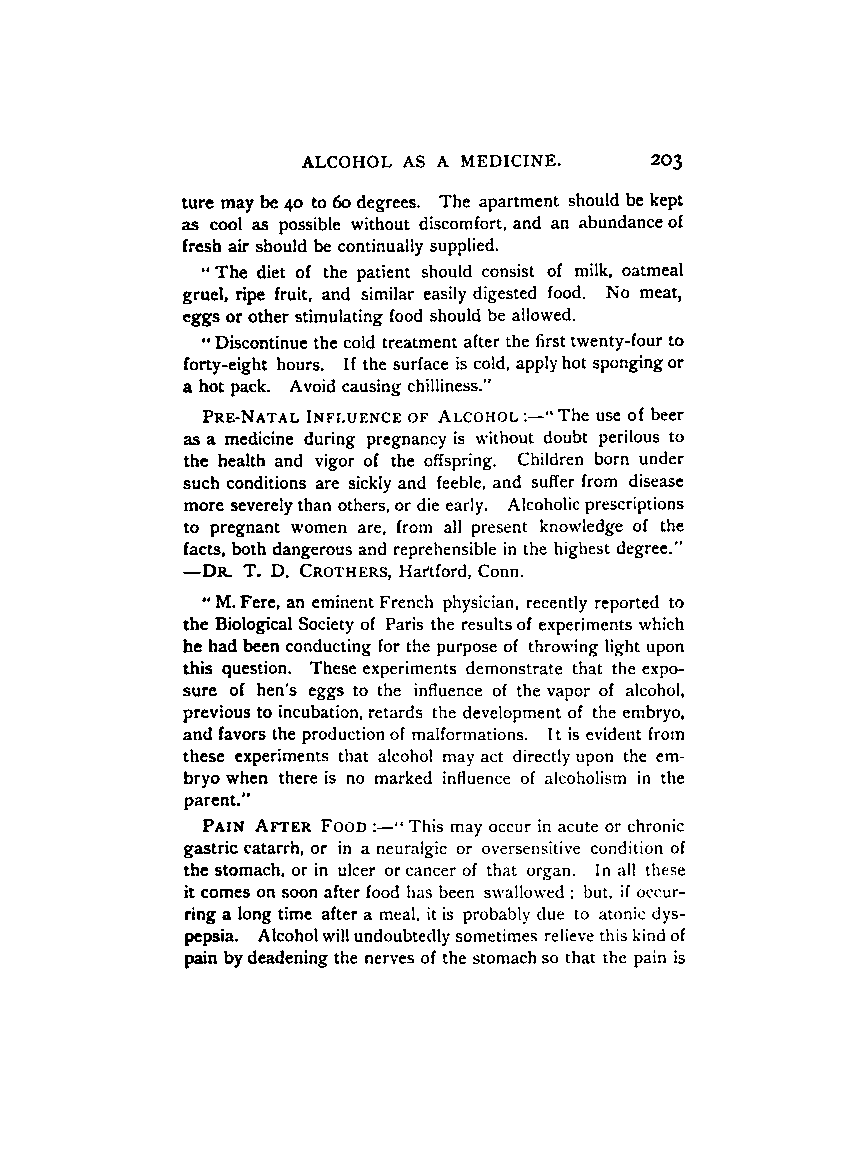 ALCOHOL AS A MEDICINE. 203
ture may be 40 to 60 degrees. The apartment should be kept
as cool as possible without discomfort, and an abundance of
fresh air should be continually supplied.
"The diet of the patient should consist of milk, oatmeal
gruel, ripe fruit, and similar easily digested food. No meat,
eggs or other stimulating food should be allowed.
"Discontinue the cold treatment after the first twenty-four to
forty-eight hours. If the surface is cold, apply hot sponging or
a hot pack. Avoid causing chilliness."
PRE-NATAL INFLUENCE OF ALCOHOL:—"The use of beer
as a medicine during pregnancy is without doubt perilous to
the health and vigor of the offspring. Children born under
such conditions are sickly and feeble, and suffer from disease
more severely than others, or die early. Alcoholic prescriptions
to pregnant women are, from all present knowledge of the
facts, both dangerous and reprehensible in the highest degree."
—DR. T. D. CROTHERS, Hartford, Conn.
"M. Fere, an eminent French physician, recently reported to
the Biological Society of Paris the results of experiments which
he had been conducting for the purpose of throwing light upon
this question. These experiments demonstrate that the expo-
sure of hen's eggs to the influence of the vapor of alcohol,
previous to incubation, retards the development of the embryo,
and favors the production of malformations. It is evident from
these experiments that alcohol may act directly upon the em-
bryo when there is no marked influence of alcoholism in the
parent."
PAIN AFTER FOOD:—"This may occur in acute or chronic
gastric catarrh, or in a neuralgic or oversensitive condition of
the stomach, or in ulcer or cancer of that organ. In all these
it comes on soon after food has been swallowed; but, if occur-
ring a long time after a meal, it is probably due to atonic dys-
pepsia. Alcohol will undoubtedly sometimes relieve this kind of
pain by deadening the nerves of the stomach so that the pain is